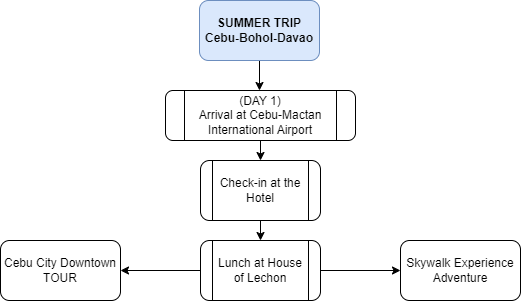 SUMMER TRIP
Cebu-Bohol-Davao
(DAY 1)
Arrival at Cebu-Mactan
International Airport
Check-in at the
Hotel
Lunch at House
of Lechon
Cebu City Downtown
TOUR
Skywalk Experience
Adventure